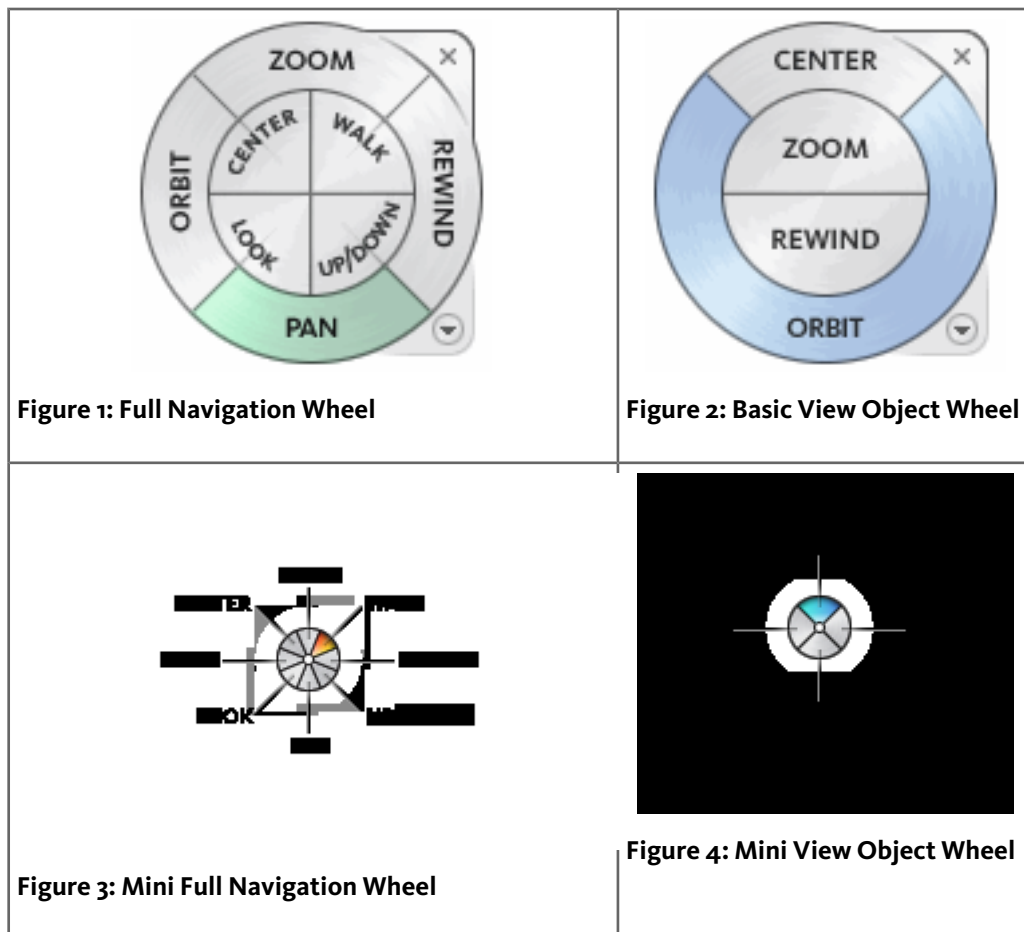 ZOOM
CENTER
WALK
ORBIT
REWIND
LOOK
UP/DOWN
PAN
Figure 1: Full Navigation Wheel
CENTER
ZOOM
REWIND
ORBIT
Figure 2: Basic View Object Wheel
Figure 3: Mini Full Navigation Wheel
Figure 4: Mini View Object Wheel